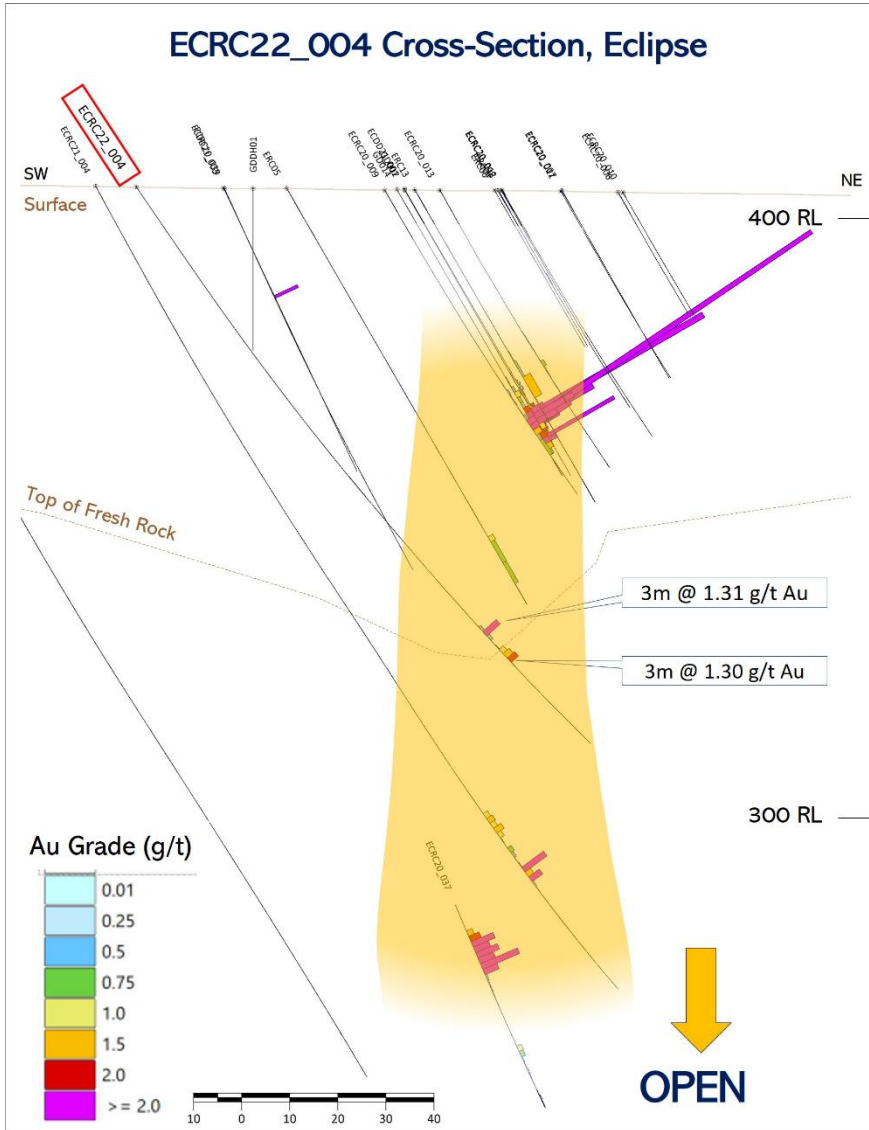 ECRC22_004 Cross-Section, Eclipse
ECRC21_004
ECRC22_004
GDDH01
ERC05
ECRC20_009
ERC13
ECRC20_013
SW
NE
Surface
400 RL
Top of Fresh Rock
3m @ 1.31 g/t Au
3m @ 1.30 g/t Au
300 RL
Au Grade (g/t)
0.01
0.25
0.5
0.75
1.0
1.5
2.0
>= 2.0
ECRC20_037
10 0 10 20 30 40
OPEN